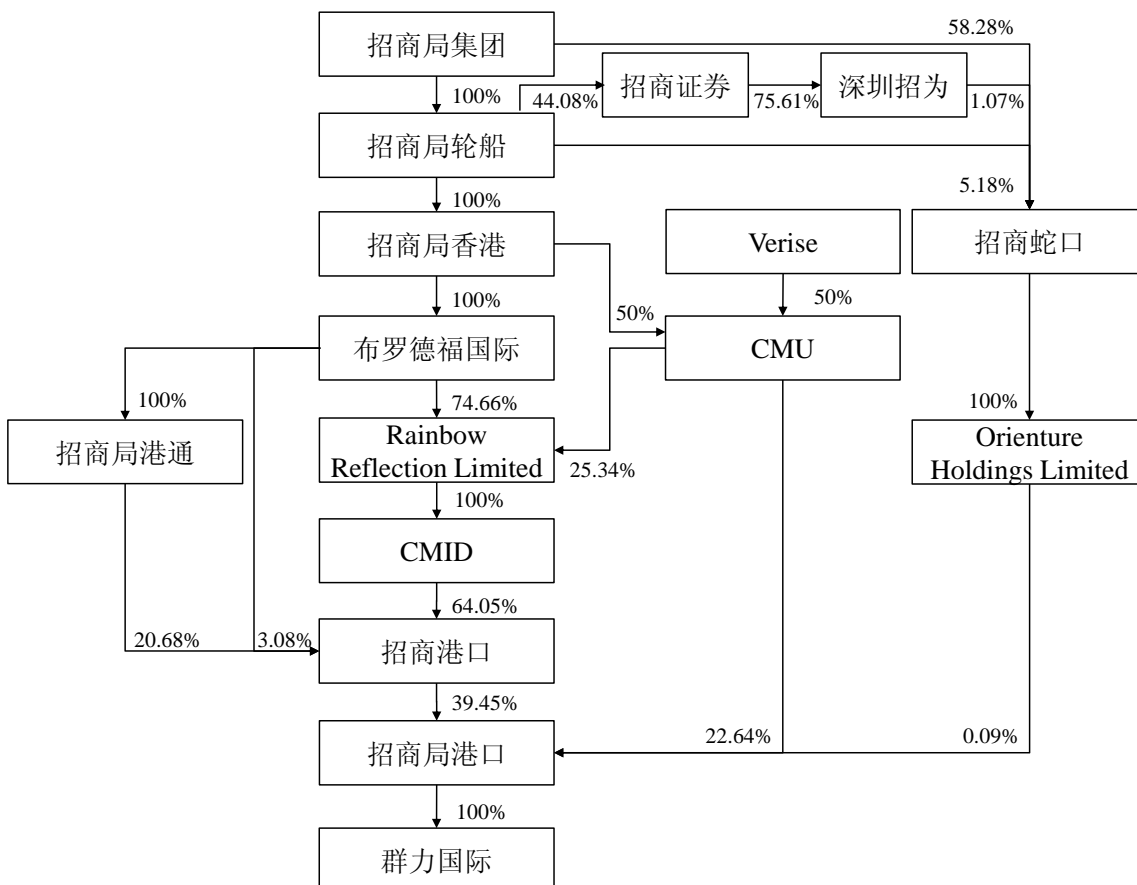 招商局集团
58.28%
100%
44.08%
招商证券
75.61%
深圳招为
1.07%
招商局轮船
100%
5.18%
招商局香港
Verise
招商蛇口
100%
50%
50%
布罗德福国际
CMU
100%
74.66%
100%
招商局港通
Rainbow
Reflection Limited
25.34%
Orienture
Holdings Limited
100%
CMID
64.05%
20.68%
3.08%
招商港口
39.45%
招商局港口
22.64%
0.09%
100%
群力国际